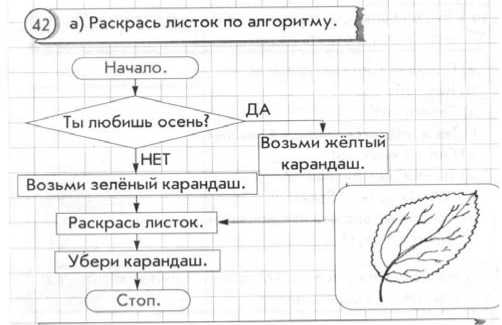 42 а) Раскрась листок по алгоритму.
Начало.
Ты любишь осень?
ДА
Возьми жёлтый
карандаш.
НЕТ
Возьми зелёный карандаш.
Раскрась листок.
Убери карандаш.
Стоп.